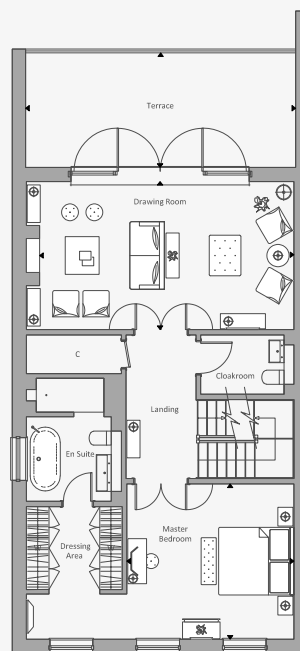 Terrace
Drawing Room
C
Cloakroom
Landing
En Suite
Dressing
Area
Master
Bedroom